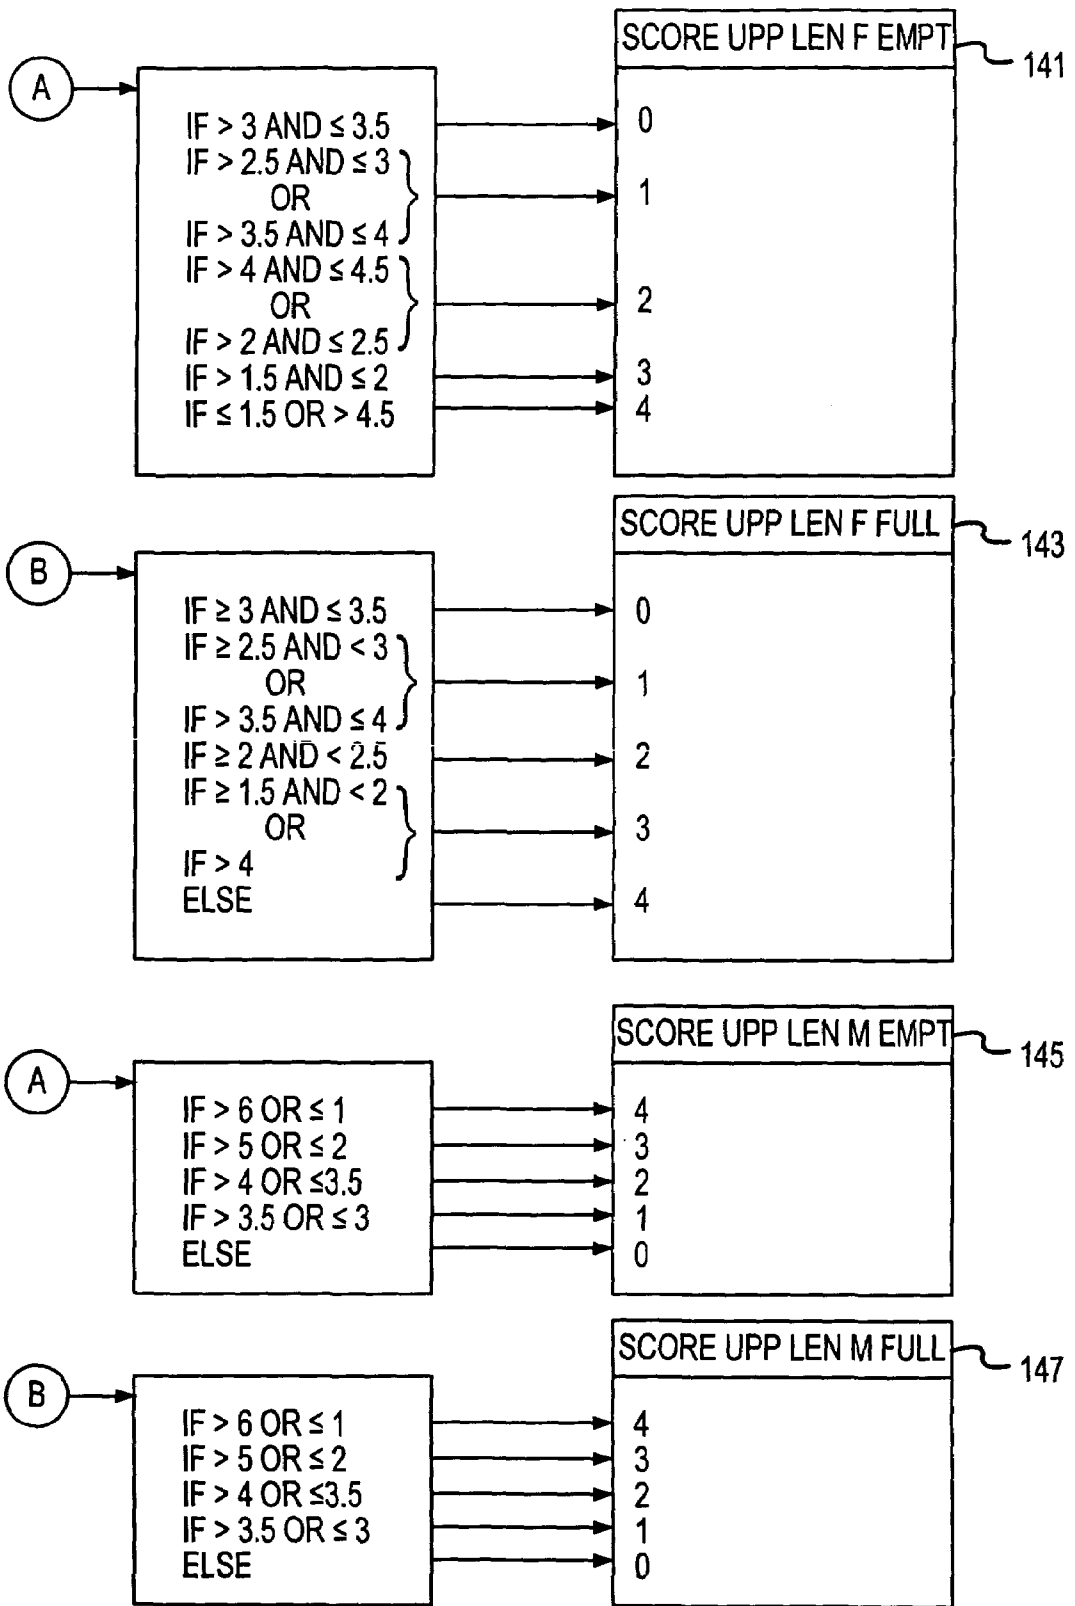 SCORE UPP LEN F EMPT
141
A
IF > 3 AND ≤ 3.5
0
IF > 2.5 AND ≤ 3
OR
1
IF > 3.5 AND ≤ 4
IF > 4 AND ≤ 4.5
OR
2
IF > 2 AND ≤ 2.5
IF > 1.5 AND ≤ 2
3
IF ≤ 1.5 OR > 4.5
4
SCORE UPP LEN F FULL
143
B
IF ≥ 3 AND ≤ 3.5
0
IF ≥ 2.5 AND < 3
OR
1
IF > 3.5 AND ≤ 4
IF ≥ 2 AND < 2.5
2
IF ≥ 1.5 AND < 2
OR
3
IF > 4
ELSE
4
SCORE UPP LEN M EMPT
145
A
IF > 6 OR ≤ 1
4
IF > 5 OR ≤ 2
3
IF > 4 OR ≤3.5
2
IF > 3.5 OR ≤ 3
1
ELSE
0
SCORE UPP LEN M FULL
147
B
IF > 6 OR ≤ 1
4
IF > 5 OR ≤ 2
3
IF > 4 OR ≤3.5
2
IF > 3.5 OR ≤ 3
1
ELSE
0